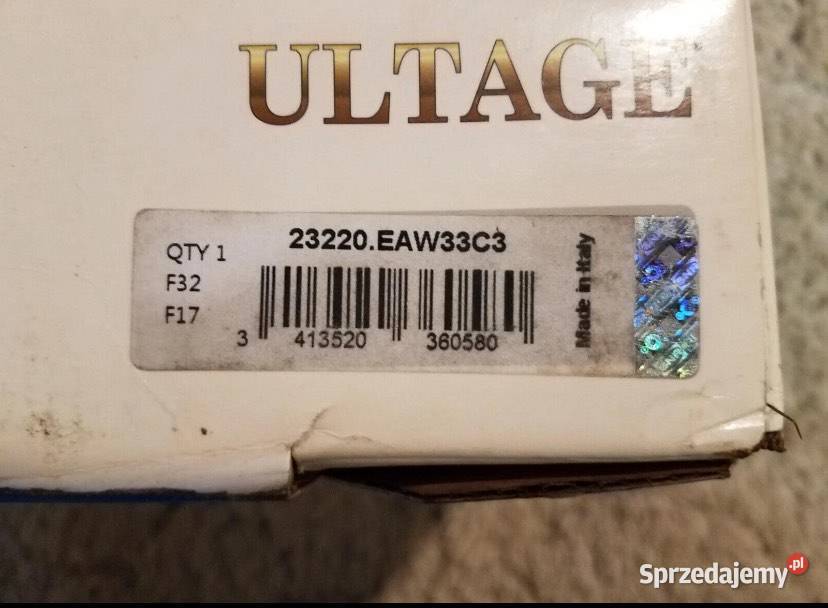 ULTAGE
23220.EAW33C3
QTY 1
F32
F17
3 413520 360580
Made in Italy
Sprzedajemy.pl